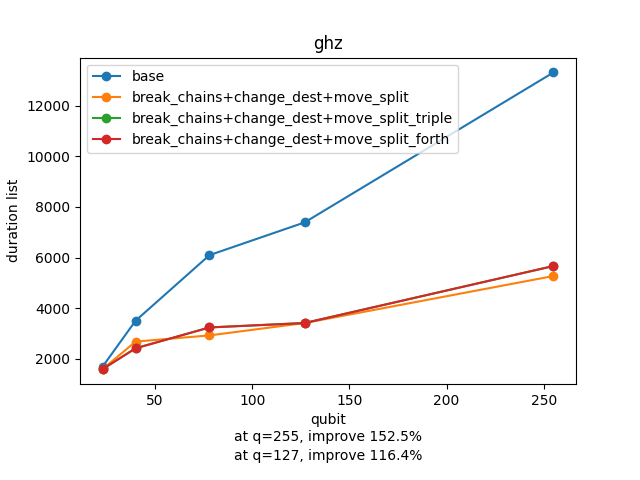 ghz
base
break_chains+change_dest+move_split
break_chains+change_dest+move_split_triple
break_chains+change_dest+move_split_forth
duration list
12000
10000
8000
6000
4000
2000
50
100
150
200
250
qubit
at q=255, improve 152.5%
at q=127, improve 116.4%